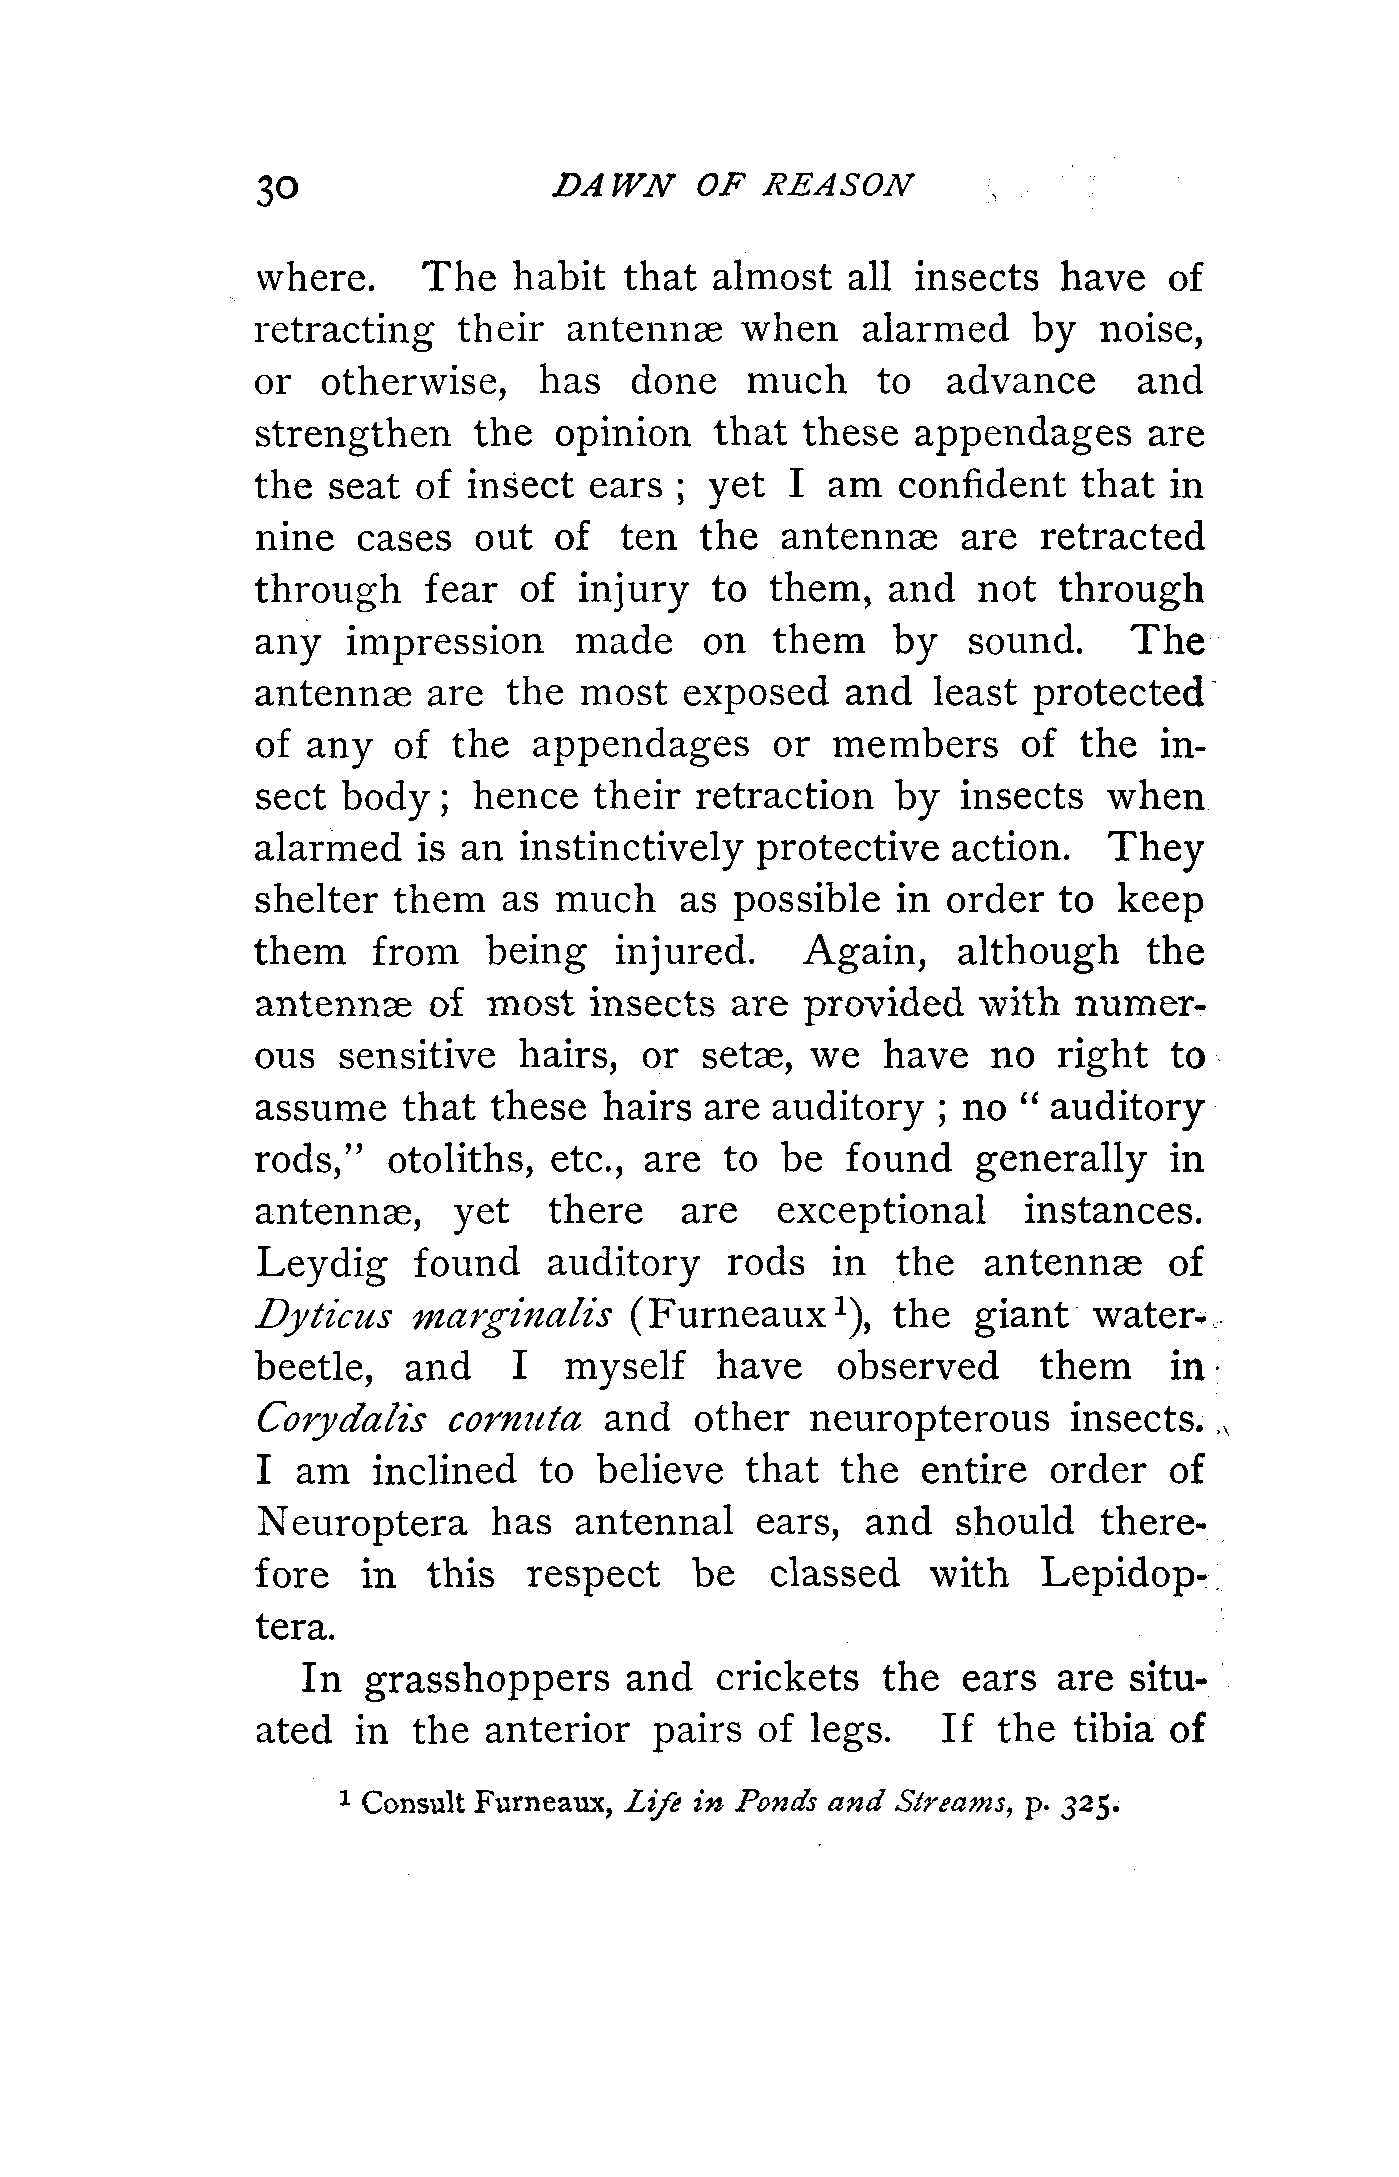 30 DAWN OF REASON
where. The habit that almost all insects have of
retracting their antennæ when alarmed by noise,
or otherwise, has done much to advance and
strengthen the opinion that these appendages are
the seat of insect ears ; yet I am confident that in
nine cases out of ten the antennæ are retracted
through fear of injury to them, and not through
any impression made on them by sound. The
antennæ are the most exposed and least protected
of any of the appendages or members of the in-
sect body ; hence their retraction by insects when
alarmed is an instinctively protective action. They
shelter them as much as possible in order to keep
them from being injured. Again, although the
antennæ of most insects are provided with numer-
ous sensitive hairs, or setæ, we have no right to
assume that these hairs are auditory ; no “ auditory
rods,” otoliths, etc., are to be found generally in
antennæ, yet there are exceptional instances.
Leydig found auditory rods in the antennæ of
Dyticus marginalis (Furneaux ¹), the giant water-
beetle, and I myself have observed them in
Corydalis cornuta and other neuropterous insects.
I am inclined to believe that the entire order of
Neuroptera has antennal ears, and should there-
fore in this respect be classed with Lepidop-
tera.
In grasshoppers and crickets the ears are situ-
ated in the anterior pairs of legs. If the tibia of
¹ Consult Furneaux, Life in Ponds and Streams, p. 325.